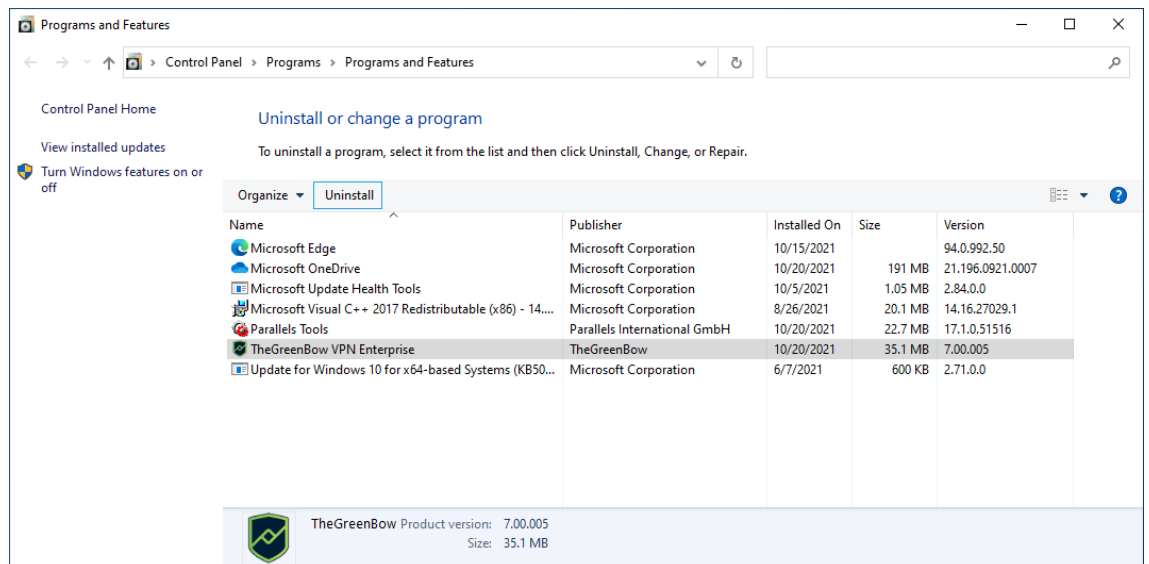 Programs and Features
Control Panel > Programs > Programs and Features
Control Panel Home
View installed updates
Turn Windows features on or
off
Uninstall or change a program
To uninstall a program, select it from the list and then click Uninstall, Change, or Repair.
Organize Uninstall
Name Publisher Installed On Size Version
Microsoft Edge Microsoft Corporation 10/15/2021 94.0.992.50
Microsoft OneDrive Microsoft Corporation 10/20/2021 191 MB 21.196.0921.0007
Microsoft Update Health Tools Microsoft Corporation 10/5/2021 1.05 MB 2.84.0.0
Microsoft Visual C++ 2017 Redistributable (x86) - 14.... Microsoft Corporation 8/26/2021 20.1 MB 14.16.27029.1
Parallels Tools Parallels International GmbH 10/20/2021 22.7 MB 17.1.0.51516
TheGreenBow VPN Enterprise TheGreenBow 10/20/2021 35.1 MB 7.00.005
Update for Windows 10 for x64-based Systems (KB50... Microsoft Corporation 6/7/2021 600 KB 2.71.0.0
TheGreenBow Product version: 7.00.005
Size: 35.1 MB